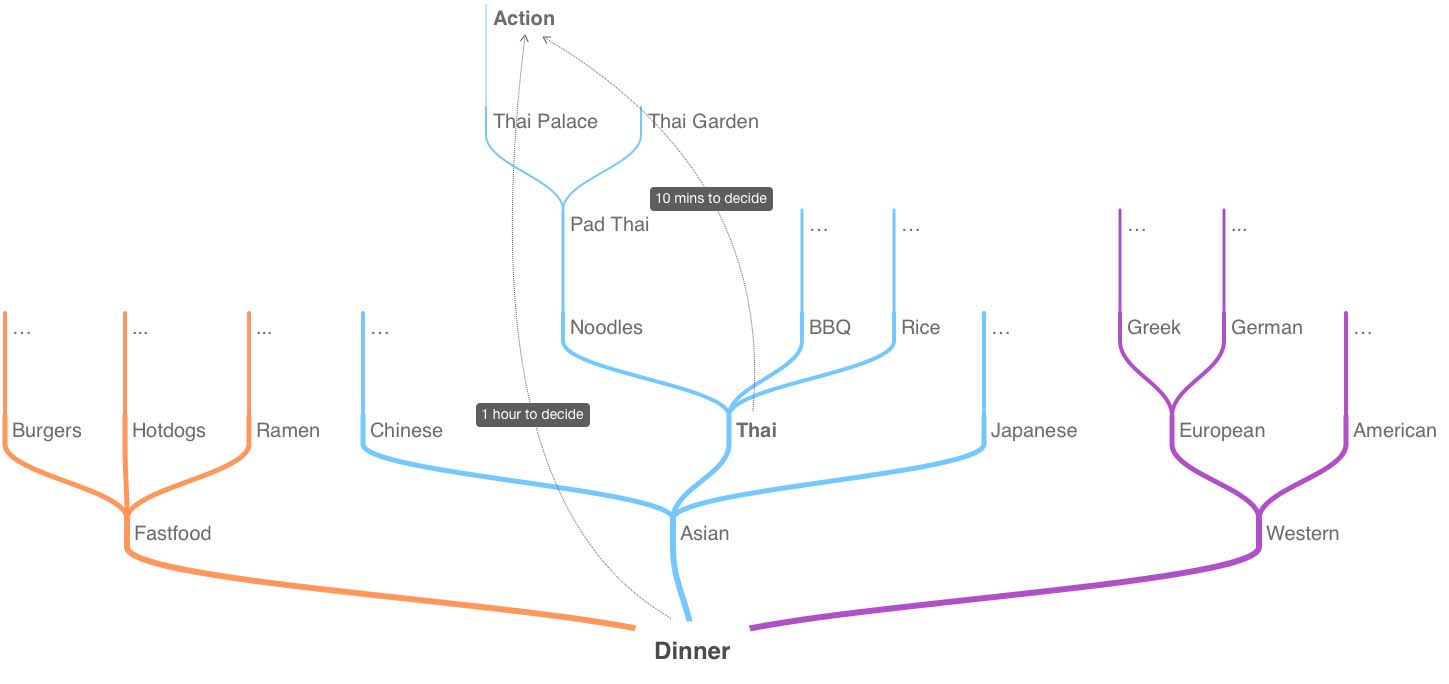 Action
Thai Palace
Thai Garden
10 mins to decide
Pad Thai
…
…
…
...
…
...
...
…
Noodles
BBQ
Rice
…
Greek
German
…
1 hour to decide
Burgers
Hotdogs
Ramen
Chinese
Thai
Japanese
European
American
Fastfood
Asian
Western
Dinner